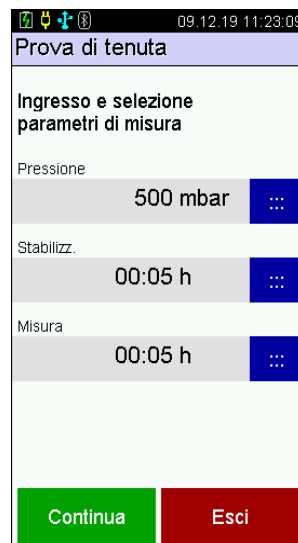 09.12.19 11:23:09
Prova di tenuta
Ingresso e selezione
parametri di misura
Pressione
500 mbar
Stabilizz.
00:05 h
Misura
00:05 h
Continua
Esci